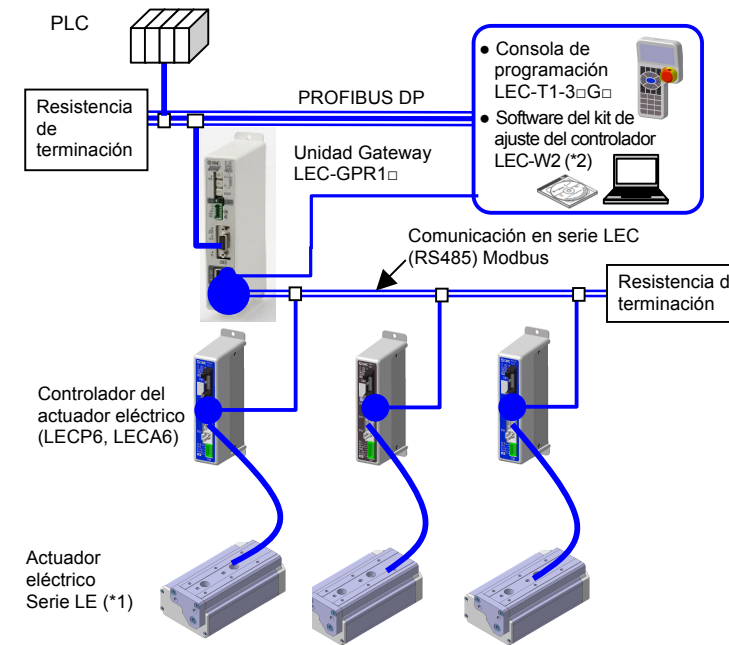 PLC
● Consola de
programación
LEC-T1-3□G□
● Software del kit de
ajuste del controlador
LEC-W2 (*2)
PROFIBUS DP
Resistencia
de
terminación
Unidad Gateway
LEC-GPR1□
Comunicación en serie LEC
(RS485) Modbus
Resistencia d
terminación
Controlador del
actuador eléctrico
(LECP6, LECA6)
Actuador
eléctrico
Serie LE (*1)